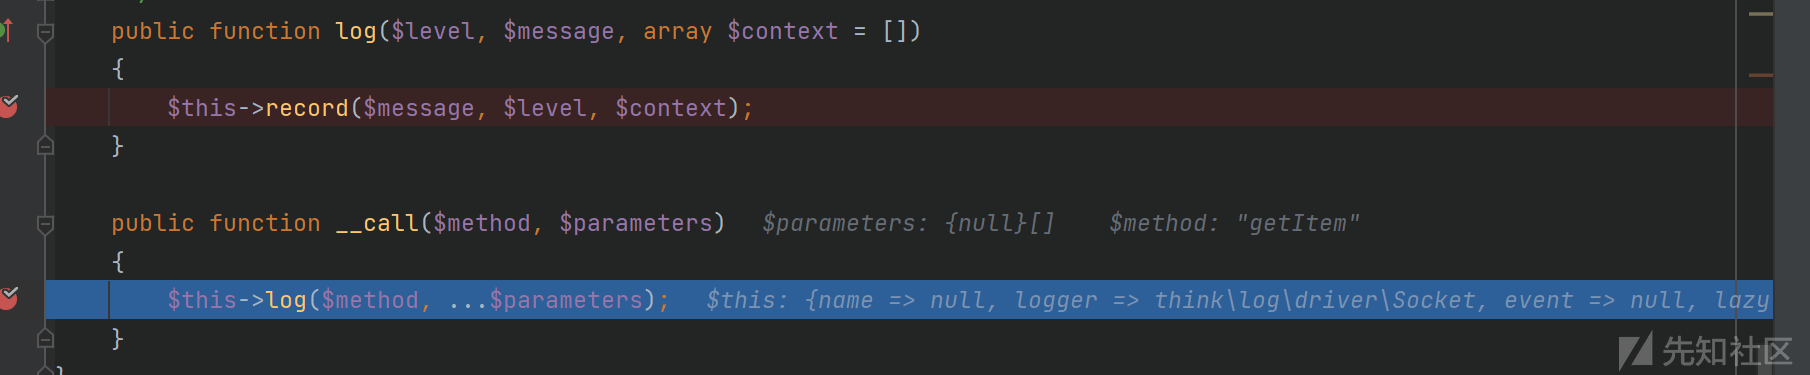 public function log($level, $message, array $context = [])
{
$this->record($message, $level, $context);
}
public function __call($method, $parameters) $parameters: {null}[] $method: "getItem"
{
$this->log($method, ...$parameters); $this: {name => null, logger => think\log\driver\Socket, event => null, lazy
}
}
先知社区